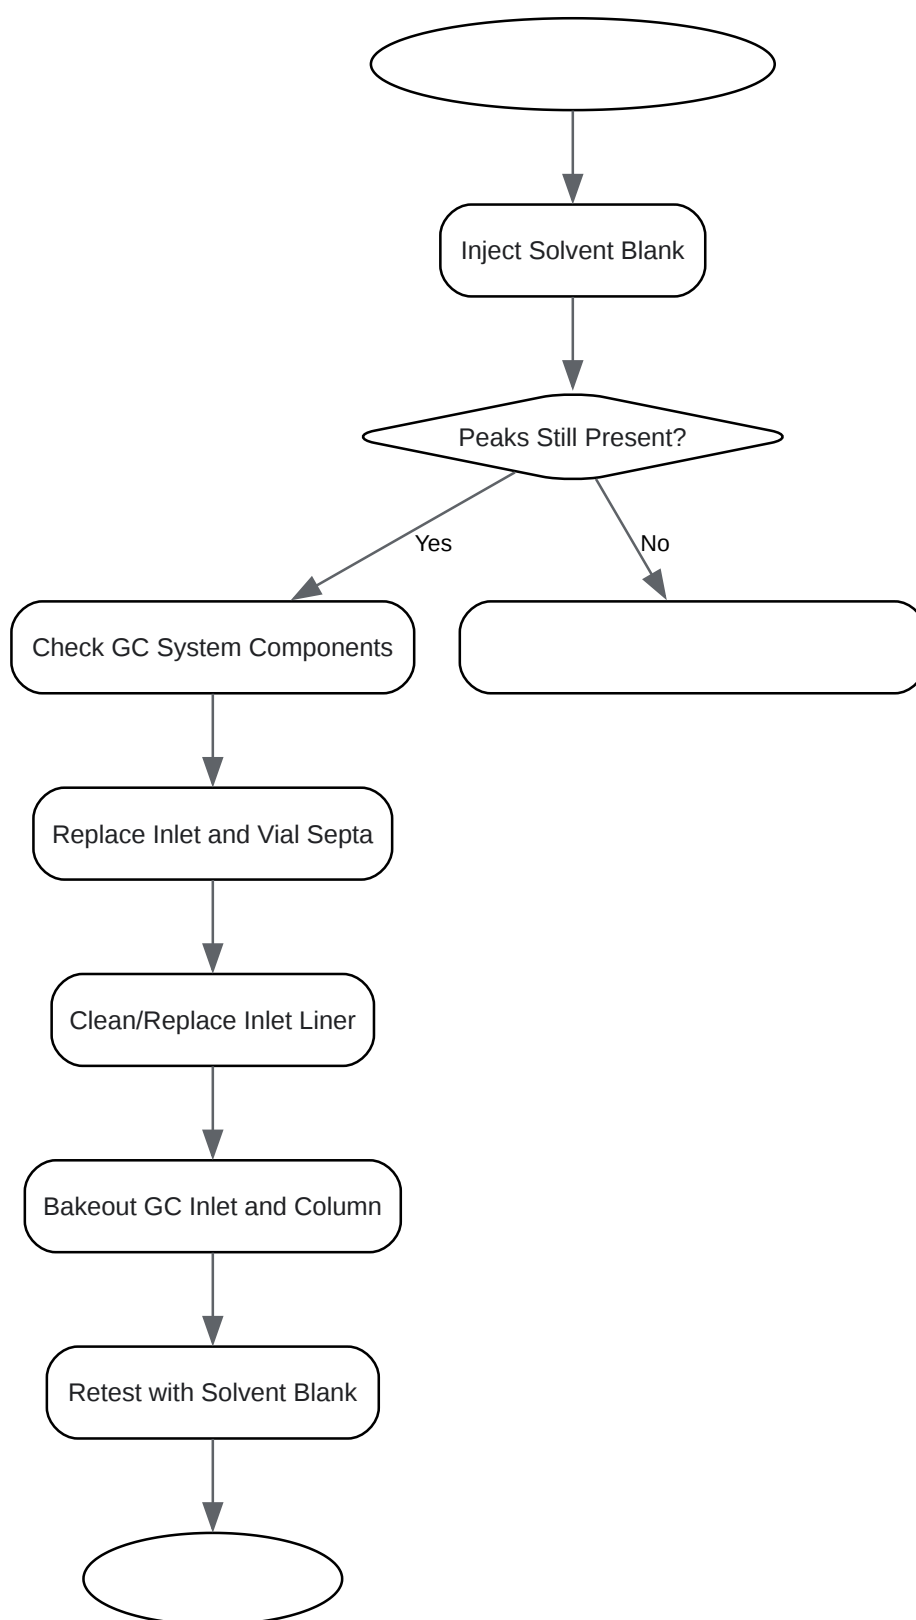 Inject Solvent Blank
Peaks Still Present?
Yes
No
Check GC System Components
Replace Inlet and Vial Septa
Clean/Replace Inlet Liner
Bakeout GC Inlet and Column
Retest with Solvent Blank